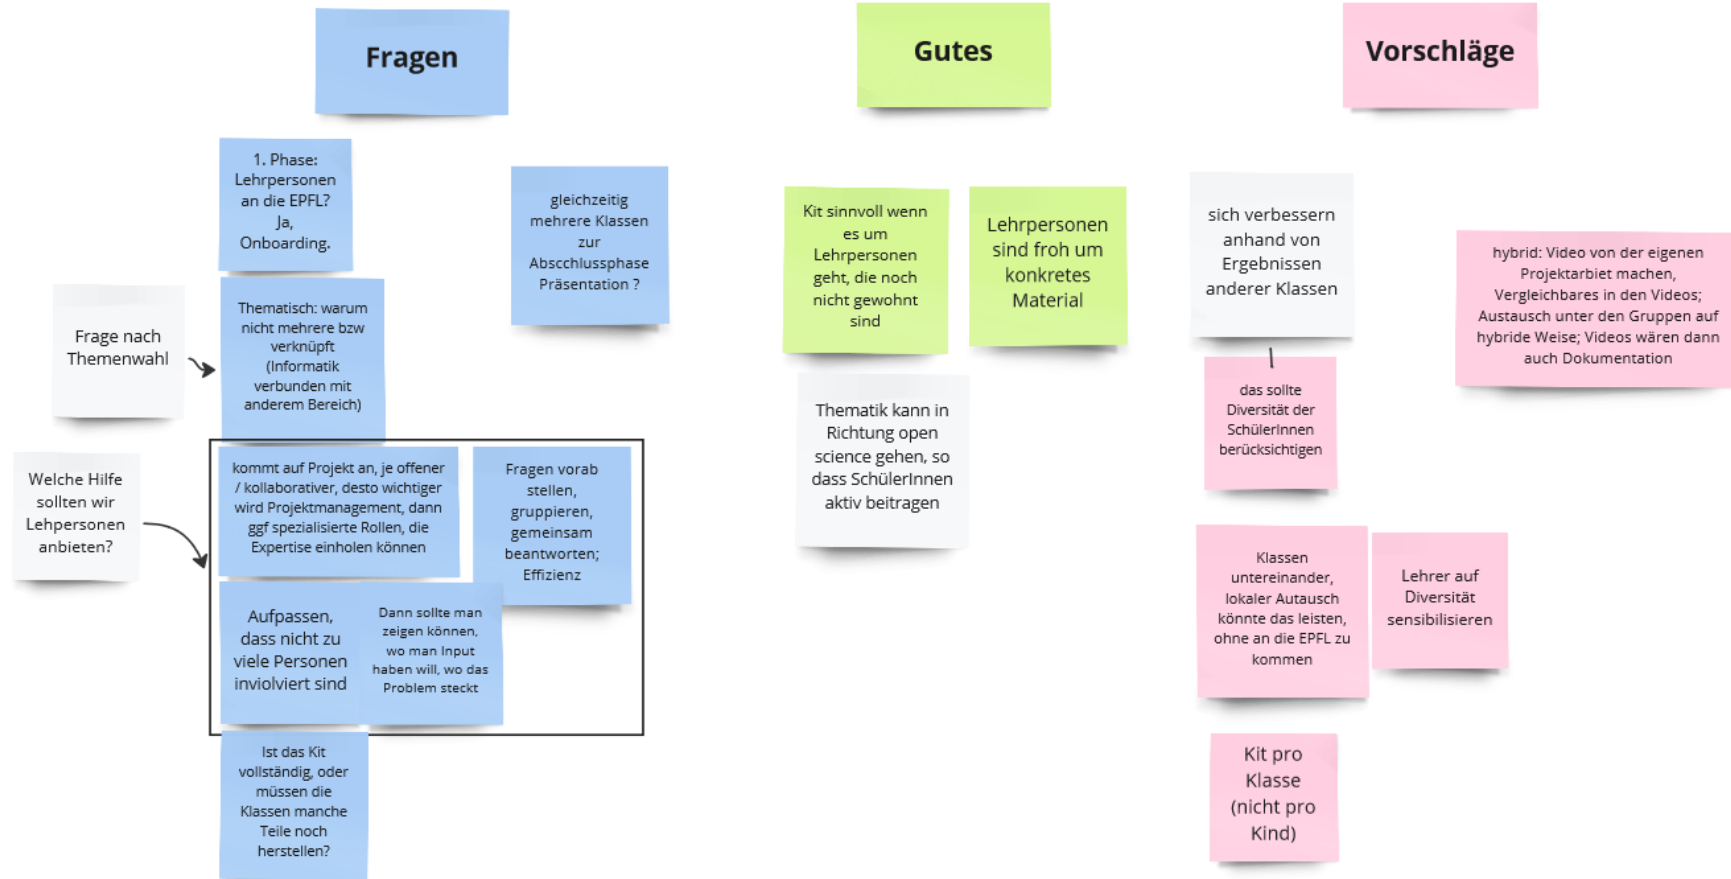 Fragen
Gutes
Vorschläge
1. Phase:
Lehrpersonen
an die EPFL?
Ja,
Onboarding.
gleichzeitig
mehrere Klassen
zur
Abscchlussphase
Präsentation ?
Frage nach
Themenwahl
Thematisch: warum
nicht mehrere bzw
verknüpft
(Informatik
verbunden mit
anderem Bereich)
Welche Hilfe
sollten wir
Lehpersonen
anbieten?
kommt auf Projekt an, je offener
/ kollaborativer, desto wichtiger
wird Projektmanagement, dann
ggf spezialisierte Rollen, die
Expertise einholen können
Fragen vorab
stellen,
gruppieren,
gemeinsam
beantworten;
Effizienz
Aufpassen,
dass nicht zu
viele Personen
inviolviert sind
Dann sollte man
zeigen können,
wo man Input
haben will, wo das
Problem steckt
Ist das Kit
vollständig, oder
müssen die
Klassen manche
Teile noch
herstellen?
Kit sinnvoll wenn
es um
Lehrpersonen
geht, die noch
nicht gewohnt
sind
Lehrpersonen
sind froh um
konkretes
Material
Thematik kann in
Richtung open
science gehen, so
dass SchülerInnen
aktiv beitragen
sich verbessern
anhand von
Ergebnissen
anderer Klassen
hybrid: Video von der eigenen
Projektarbiet machen,
Vergleichbares in den Videos;
Austausch unter den Gruppen auf
hybride Weise; Videos wären dann
auch Dokumentation
das sollte
Diversität der
SchülerInnen
berücksichtigen
Klassen
untereinander,
lokaler Autausch
könnte das leisten,
ohne an die EPFL zu
kommen
Lehrer auf
Diversität
sensibilisieren
Kit pro
Klasse
(nicht pro
Kind)